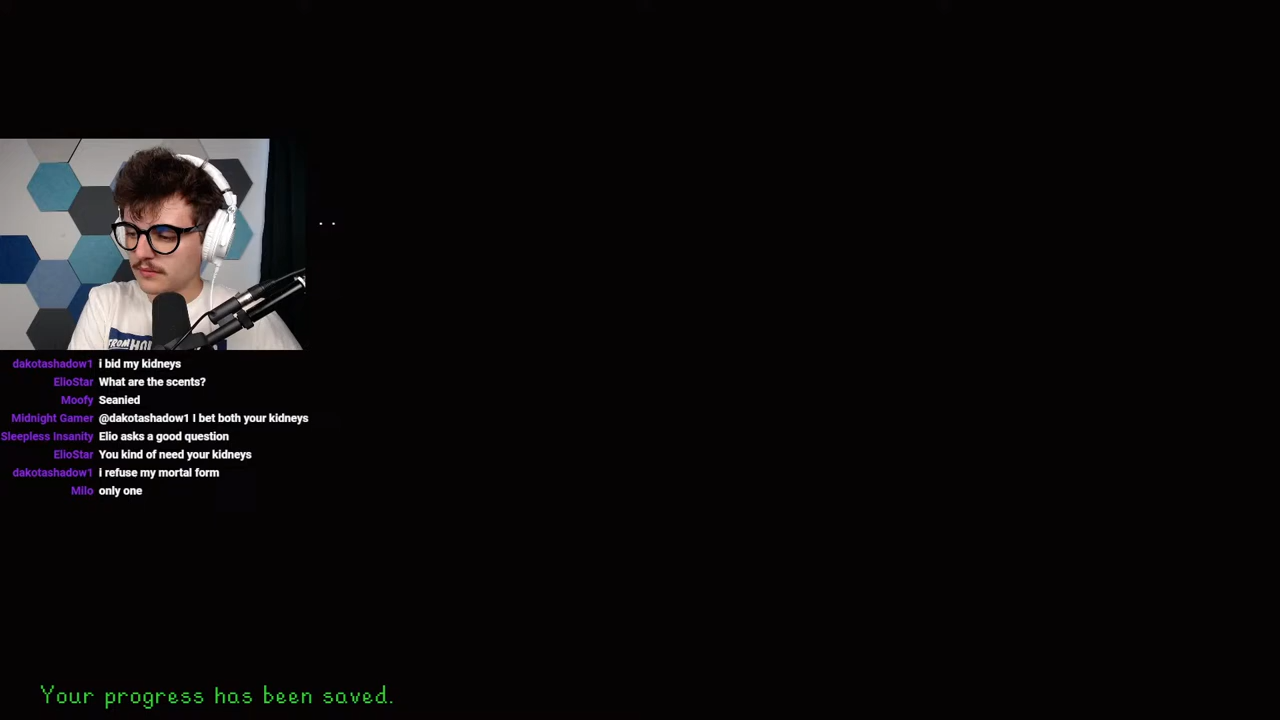 . .
dakotashadow1 i bid my kidneys
ElioStar What are the scents?
Moofy Seanied
Midnight Gamer @dakotashadow1 I bet both your kidneys
Sleepless Insanity Elio asks a good question
ElioStar You kind of need your kidneys
dakotashadow1 i refuse my mortal form
Milo only one
Your progress has been saved.